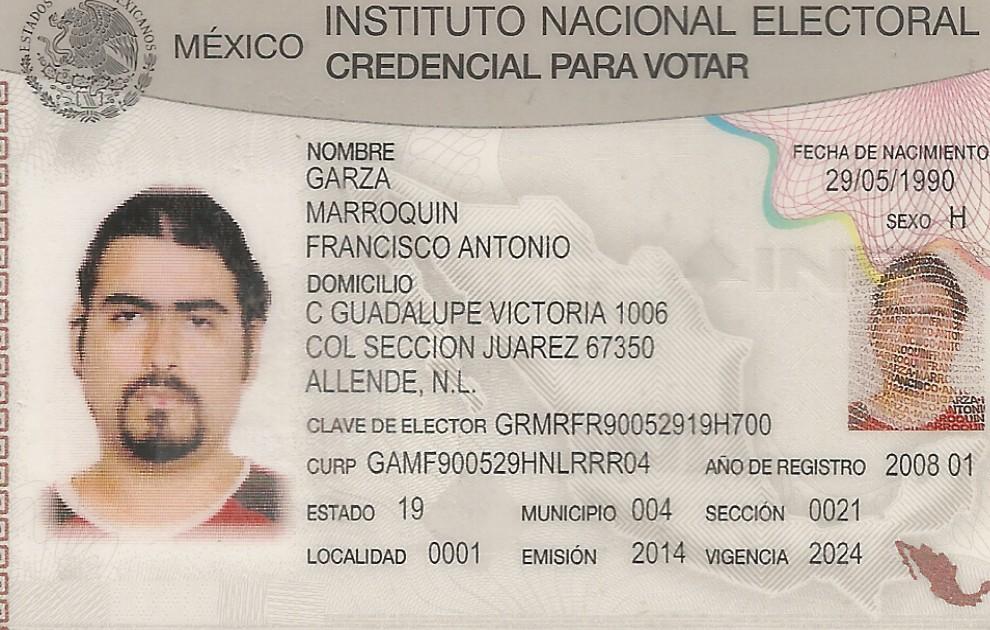 ESTADOS UNIDOS MEXICANOS
MÉXICO
INSTITUTO NACIONAL ELECTORAL
CREDENCIAL PARA VOTAR
NOMBRE
GARZA
MARROQUIN
FRANCISCO ANTONIO
FECHA DE NACIMIENTO
29/05/1990
SEXO H
DOMICILIO
C GUADALUPE VICTORIA 1006
COL SECCION JUAREZ 67350
ALLENDE, N.L.
CLAVE DE ELECTOR GRMRFR90052919H700
CURP GAMF900529HNLRRR04 AÑO DE REGISTRO 2008 01
ESTADO 19 MUNICIPIO 004 SECCIÓN 0021
LOCALIDAD 0001 EMISIÓN 2014 VIGENCIA 2024